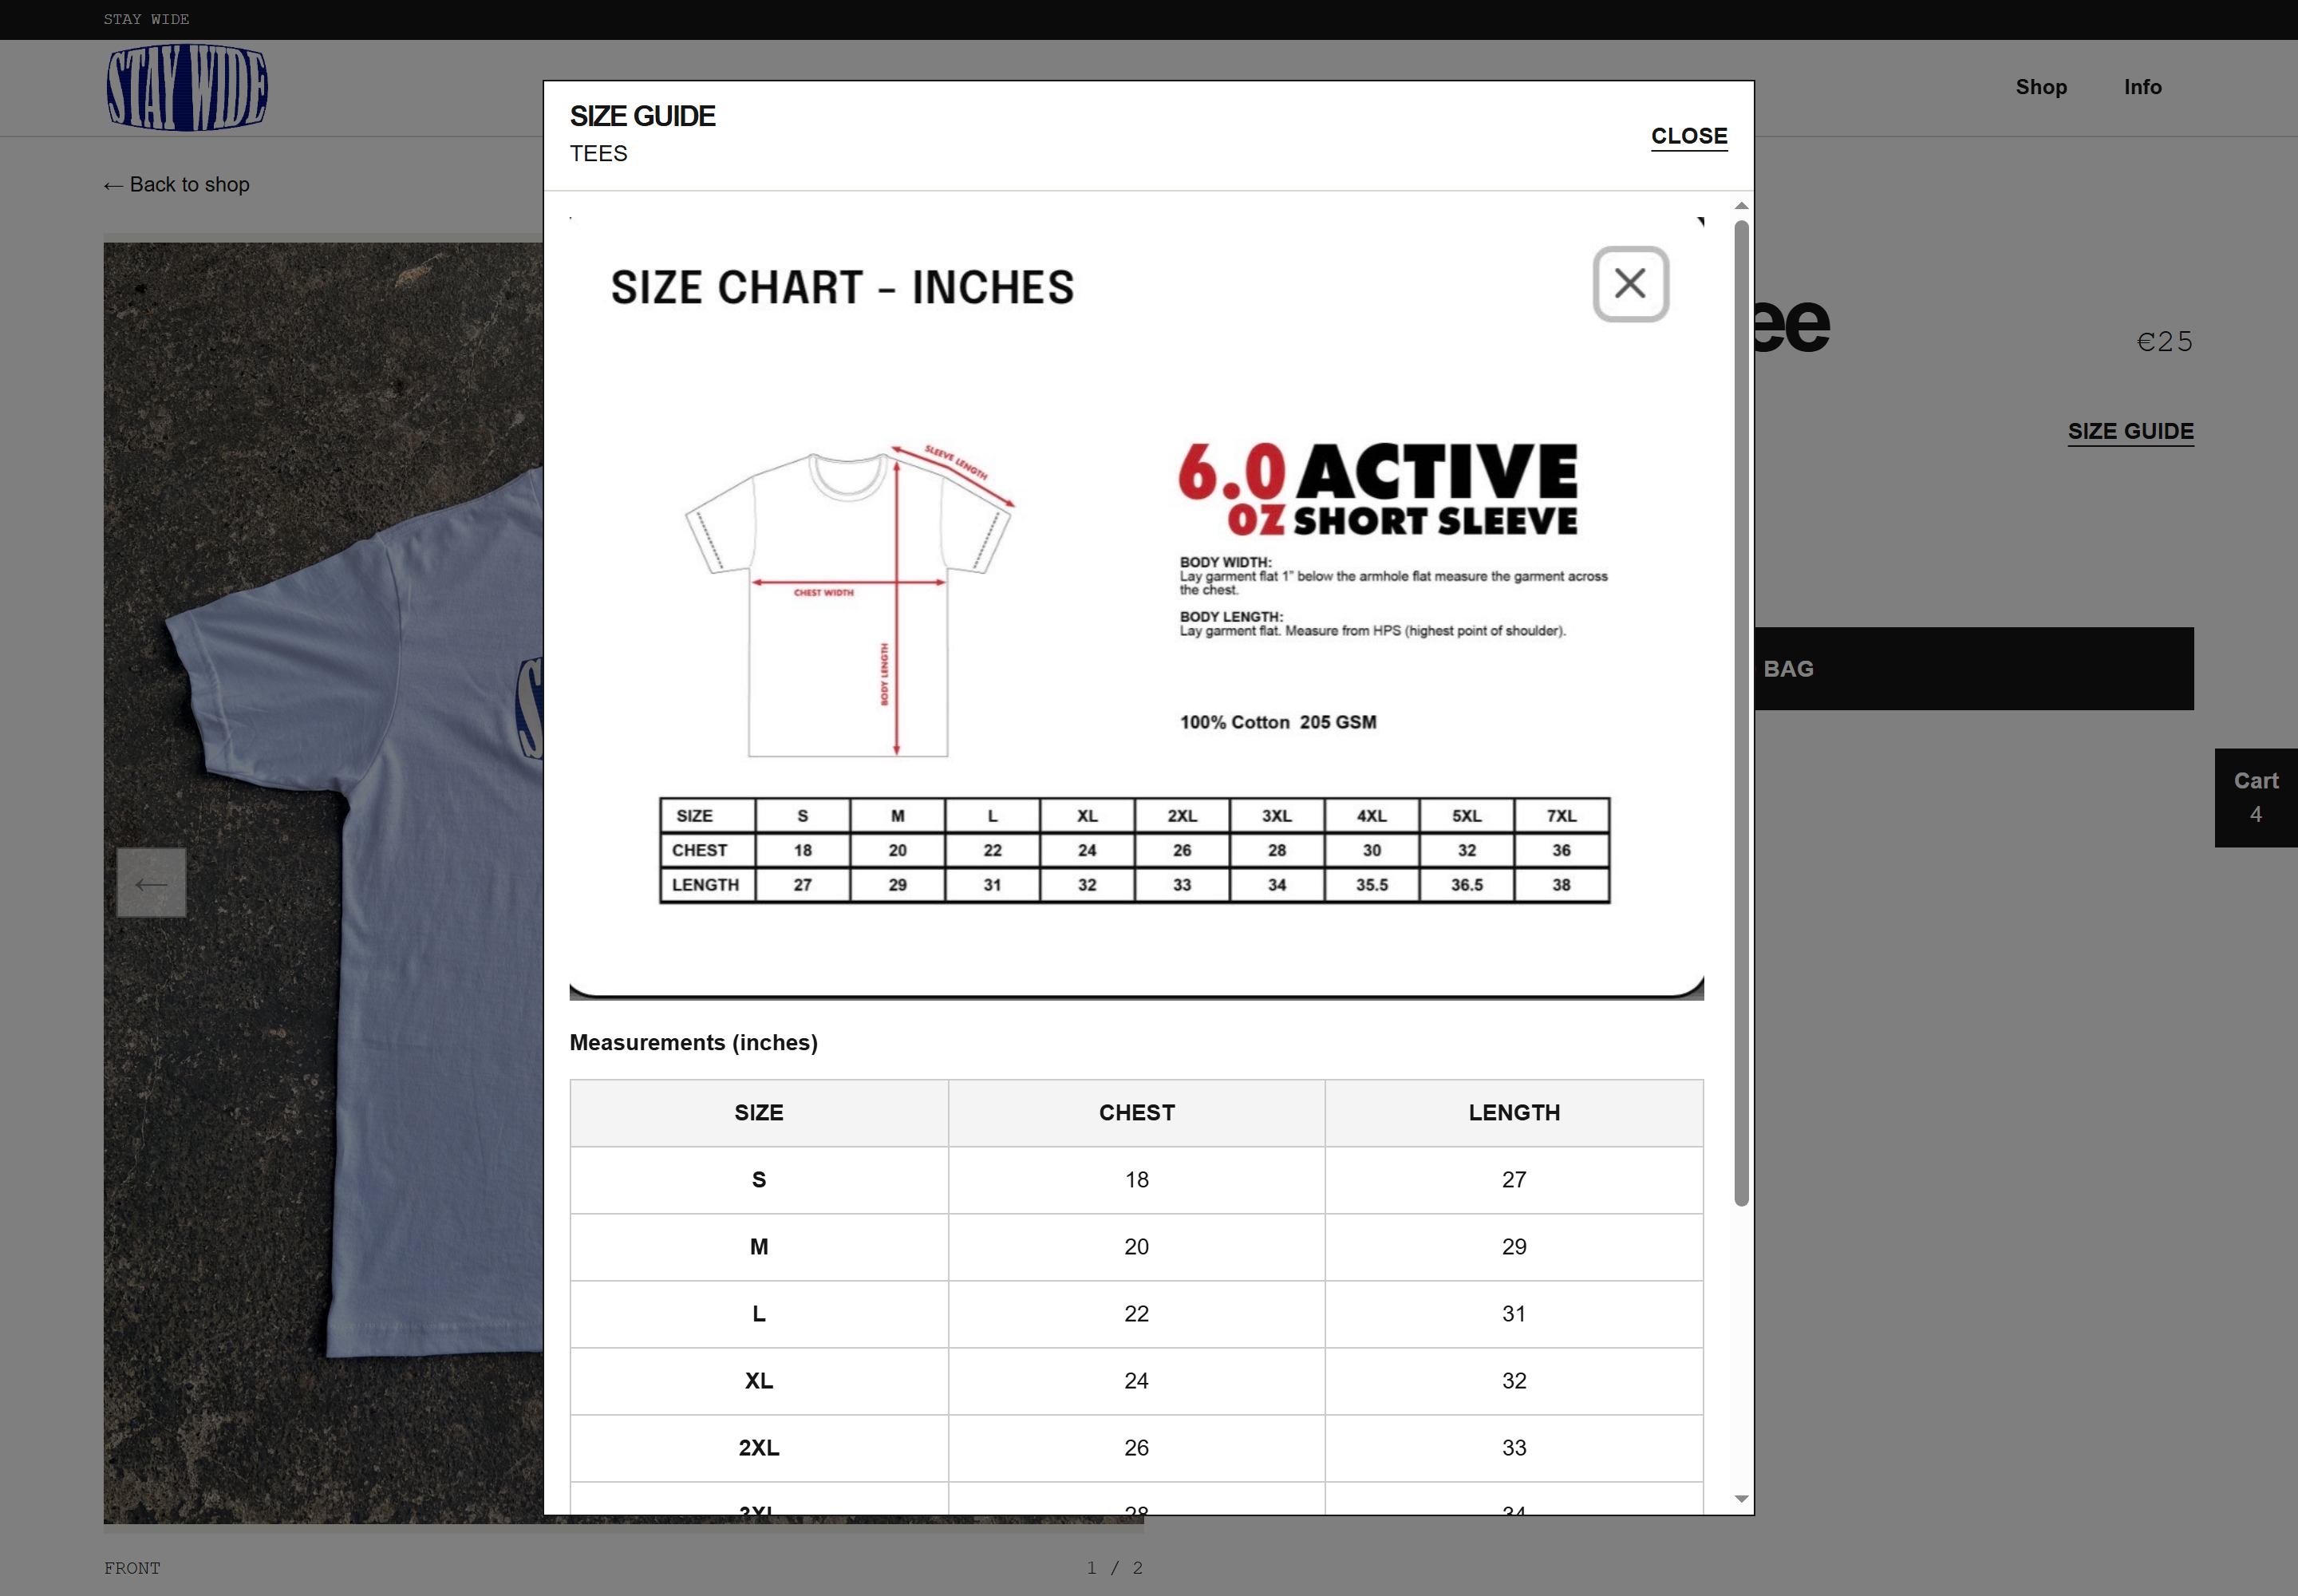 STAY WIDE
STAY WIDE
Shop
Info
← Back to shop
SIZE GUIDE
TEES
CLOSE
SIZE CHART - INCHES
SLEEVE LENGTH
CHEST WIDTH
BODY LENGTH
6.0 ACTIVE
OZ SHORT SLEEVE
BODY WIDTH:
Lay garment flat 1" below the armhole flat measure the garment across
the chest.
BODY LENGTH:
Lay garment flat. Measure from HPS (highest point of shoulder).
100% Cotton 205 GSM
SIZE S M L XL 2XL 3XL 4XL 5XL 7XL
CHEST 18 20 22 24 26 28 30 32 36
LENGTH 27 29 31 32 33 34 35.5 36.5 38
Measurements (inches)
SIZE CHEST LENGTH
S 18 27
M 20 29
L 22 31
XL 24 32
2XL 26 33
3XL 28 34
ee
€25
SIZE GUIDE
BAG
Cart
4
S
FRONT
1 / 2